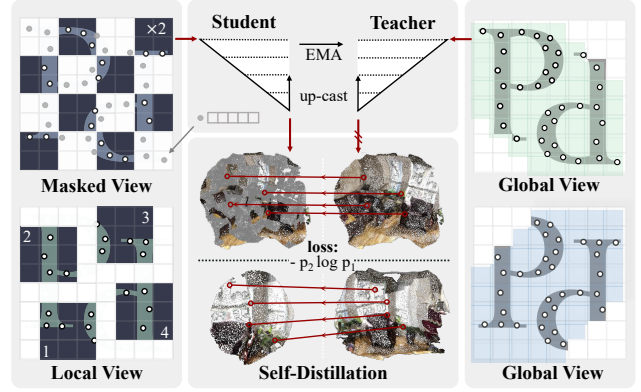 ×2
Student
Teacher
EMA
up-cast
Masked View
Global View
2
3
1
4
loss:
- p₂ log p₁
Local View
Self-Distillation
Global View